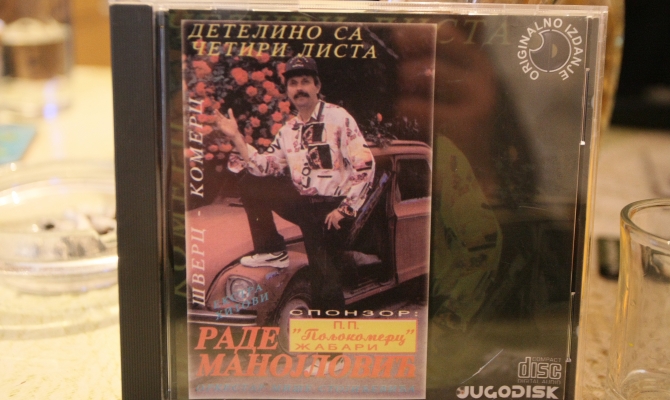 ДЕТЕЛИНО СА
ЧЕТИРИ ЛИСТА
ORIGINALNO IZDANJE
ШВЕРЦ - КОМЕРЦ
СПОНЗОР:
П.П.
"Пољокомерц"
ЖАБАРИ
РАДЕ
МАНОЈЛОВИЋ
COMPACT
disc
DIGITAL AUDIO
JUGODISK